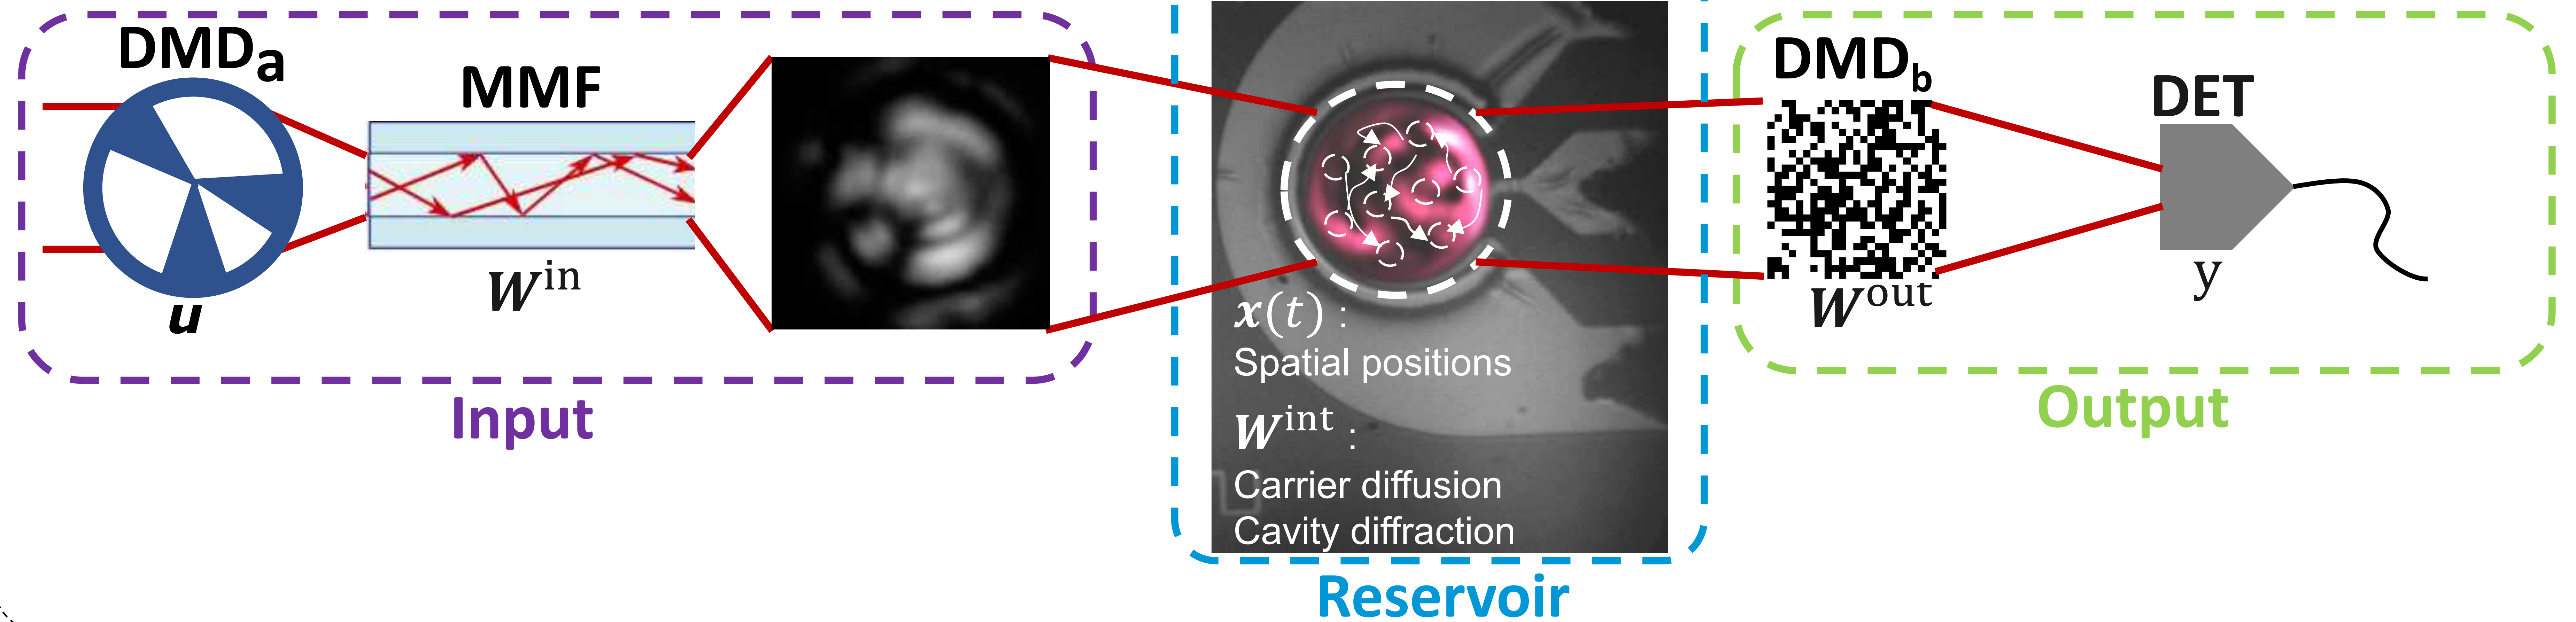 DMDa
MMF
u
Win
Input
x(t) :
Spatial positions
Wint :
Carrier diffusion
Cavity diffraction
Reservoir
DMDb
Wout
DET
y
Output